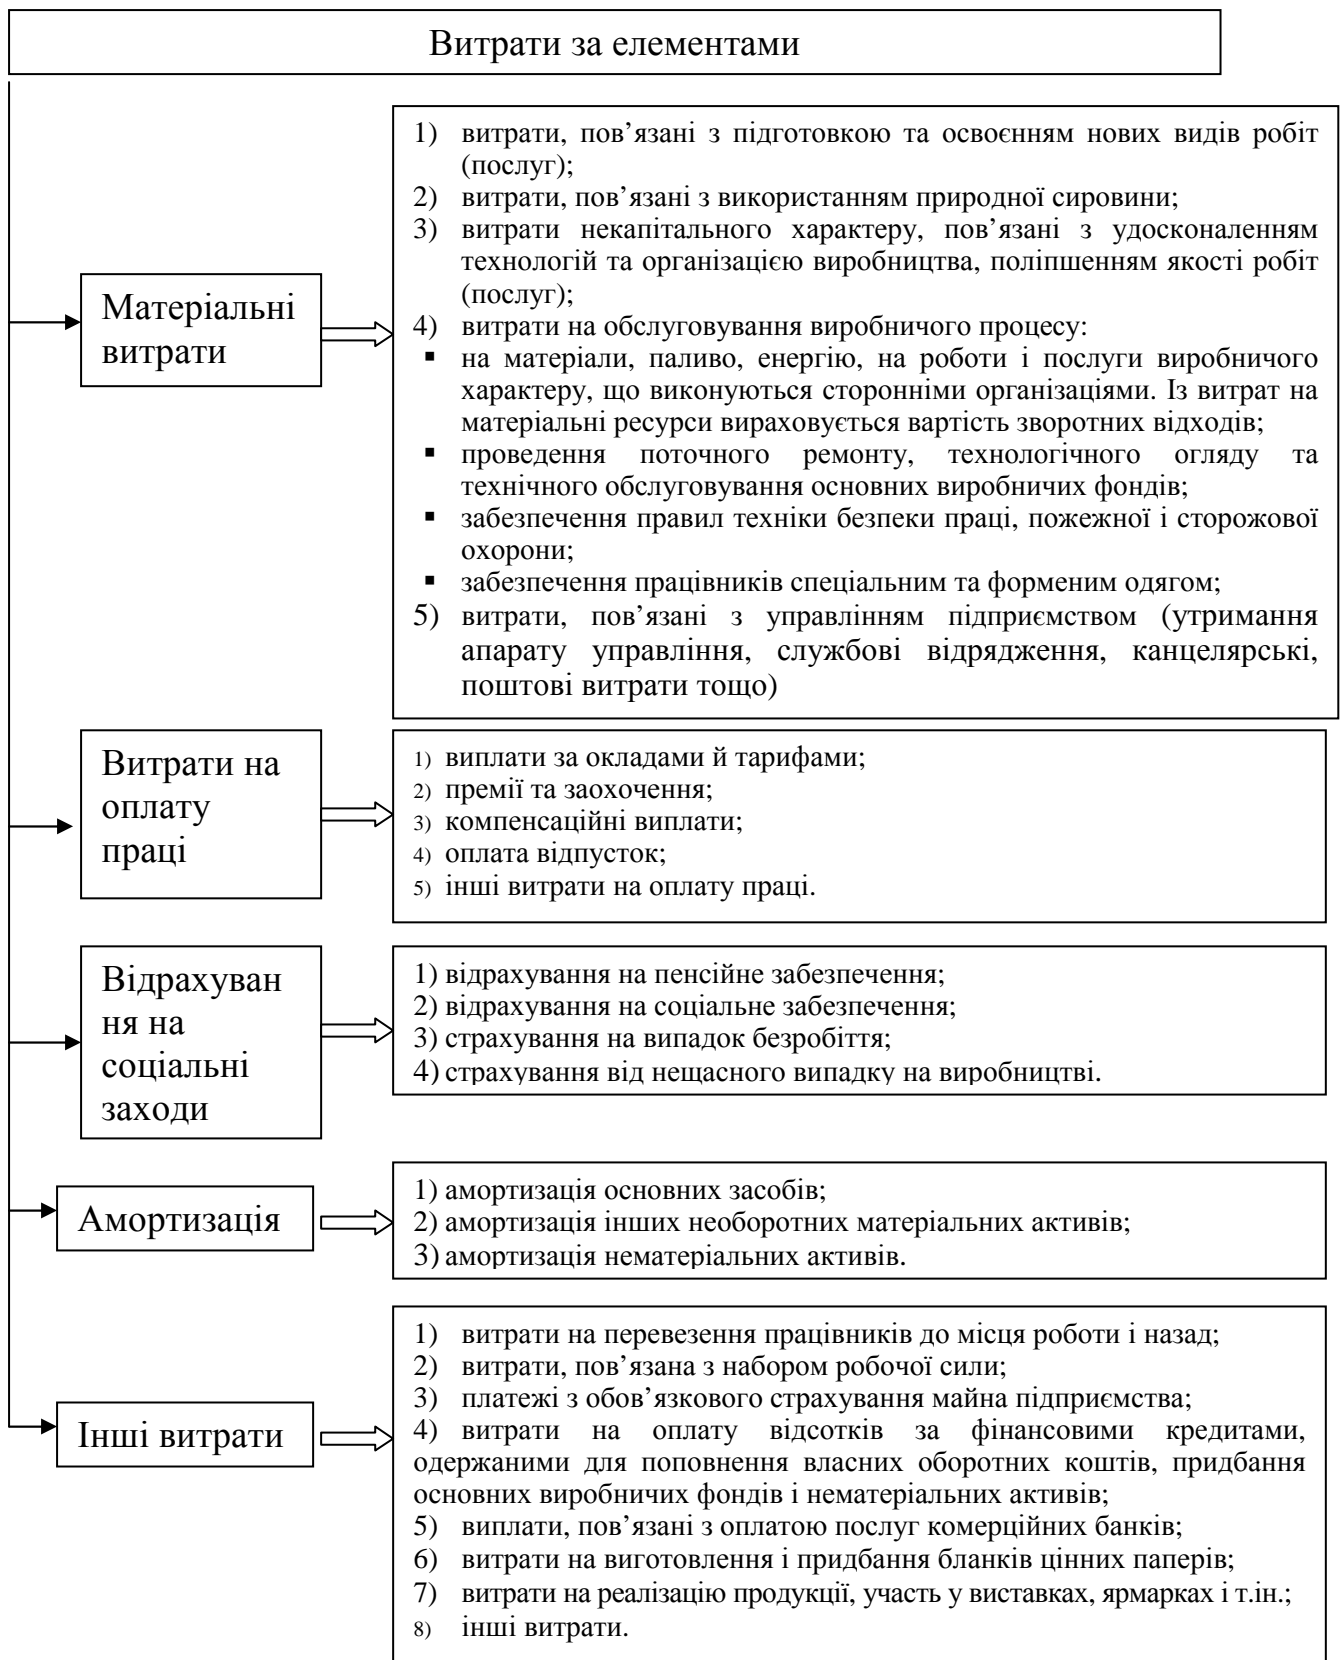 Витрати за елементами
Матеріальні
витрати
1) витрати, пов’язані з підготовкою та освоєнням нових видів робіт
(послуг);
2) витрати, пов’язані з використанням природної сировини;
3) витрати некапітального характеру, пов’язані з удосконаленням
технологій та організацією виробництва, поліпшенням якості робіт
(послуг);
4) витрати на обслуговування виробничого процесу:
▪ на матеріали, паливо, енергію, на роботи і послуги виробничого
характеру, що виконуються сторонніми організаціями. Із витрат на
матеріальні ресурси вираховується вартість зворотних відходів;
▪ проведення поточного ремонту, технологічного огляду та
технічного обслуговування основних виробничих фондів;
▪ забезпечення правил техніки безпеки праці, пожежної і сторожової
охорони;
▪ забезпечення працівників спеціальним та форменим одягом;
5) витрати, пов’язані з управлінням підприємством (утримання
апарату управління, службові відрядження, канцелярські,
поштові витрати тощо)
Витрати на
оплату
праці
1) виплати за окладами й тарифами;
2) премії та заохочення;
3) компенсаційні виплати;
4) оплата відпусток;
5) інші витрати на оплату праці.
Відрахуван
ня на
соціальні
заходи
1) відрахування на пенсійне забезпечення;
2) відрахування на соціальне забезпечення;
3) страхування на випадок безробіття;
4) страхування від нещасного випадку на виробництві.
Амортизація
1) амортизація основних засобів;
2) амортизація інших необоротних матеріальних активів;
3) амортизація нематеріальних активів.
Інші витрати
1) витрати на перевезення працівників до місця роботи і назад;
2) витрати, пов’язана з набором робочої сили;
3) платежі з обов’язкового страхування майна підприємства;
4) витрати на оплату відсотків за фінансовими кредитами,
одержаними для поповнення власних оборотних коштів, придбання
основних виробничих фондів і нематеріальних активів;
5) виплати, пов’язані з оплатою послуг комерційних банків;
6) витрати на виготовлення і придбання бланків цінних паперів;
7) витрати на реалізацію продукції, участь у виставках, ярмарках і т.ін.;
8) інші витрати.